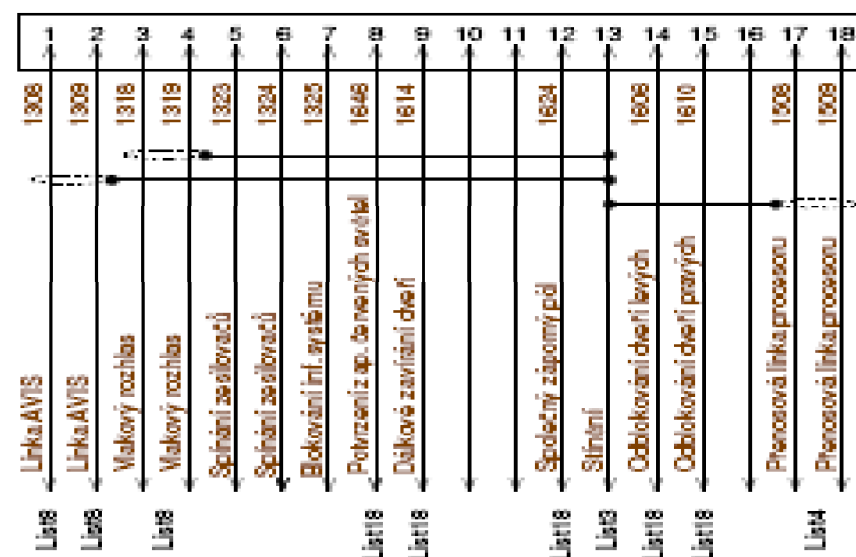 1 2 3 4 5 6 7 8 9 10 11 12 13 14 15 16 17 18
1308
1309
1318
1319
1323
1324
1325
1646
1614
1624
1606
1610
1508
1509
Linka AVIS
Linka AVIS
Vlakový rozhlas
Vlakový rozhlas
Spínání zesilovačů
Spínání zesilovačů
Blokování inf. systému
Potvrzení zap. červených světel
Dálkové zavírání dveří
Společný záporný pól
Stínění
Odblokování dveří levých
Odblokování dveří pravých
Přenosová linka procesoru
Přenosová linka procesoru
List8
List8
List8
List18
List18
List18
List3
List18
List18
List4